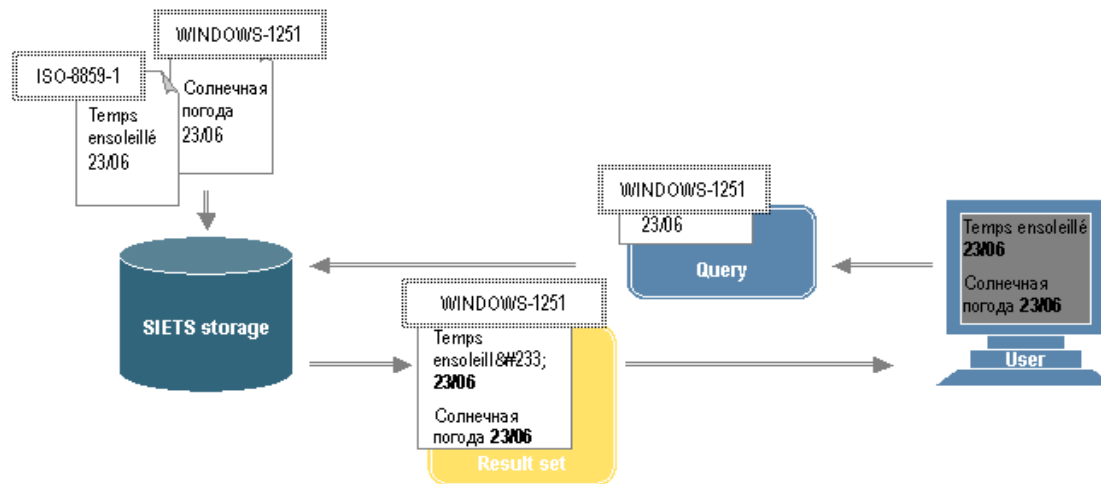 WINDOWS-1251
ISO-8859-1
Солнечная
погода
23/06
Temps
ensoleillé
23/06
WINDOWS-1251
23/06
Query
Temps ensoleillé
23/06
Солнечная
погода 23/06
User
SIETS storage
WINDOWS-1251
Temps
ensoleill&#233;
23/06
Солнечная
погода 23/06
Result set